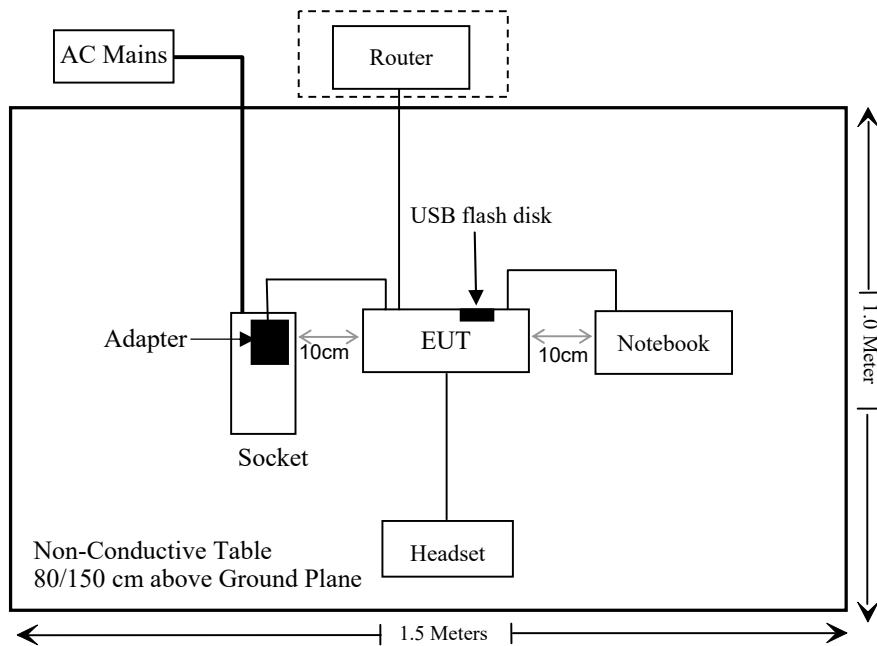 AC Mains
Router
USB flash disk
Adapter
10cm
EUT
10cm
Notebook
1.0 Meter
Socket
Headset
Non-Conductive Table
80/150 cm above Ground Plane
1.5 Meters